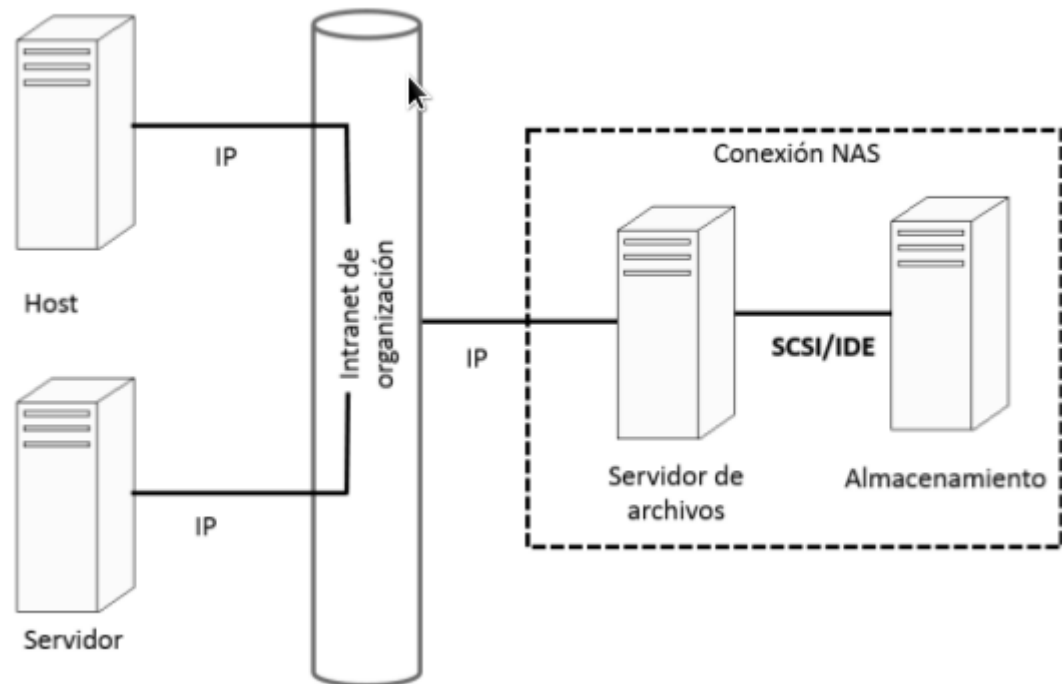 IP
Host
Intranet de
organización
IP
Servidor
IP
Conexión NAS
SCSI/IDE
Servidor de
archivos
Almacenamiento